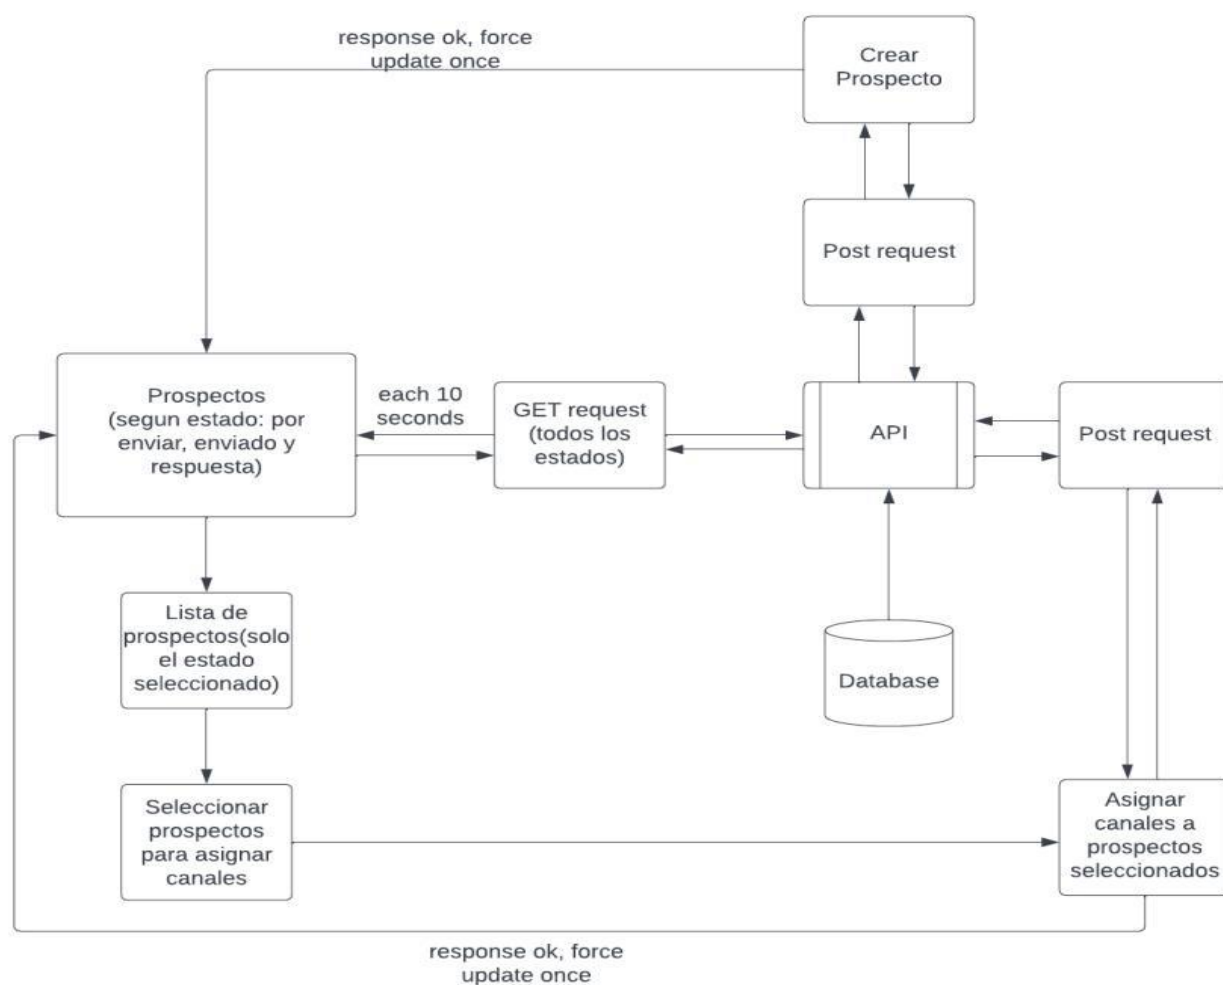 response ok, force
update once
Crear
Prospecto
Post request
Prospectos
(segun estado: por
enviar, enviado y
respuesta)
each 10
seconds
GET request
(todos los
estados)
API
Post request
Lista de
prospectos(solo
el estado
seleccionado)
Database
Seleccionar
prospectos
para asignar
canales
Asignar
canales a
prospectos
seleccionados
response ok, force
update once